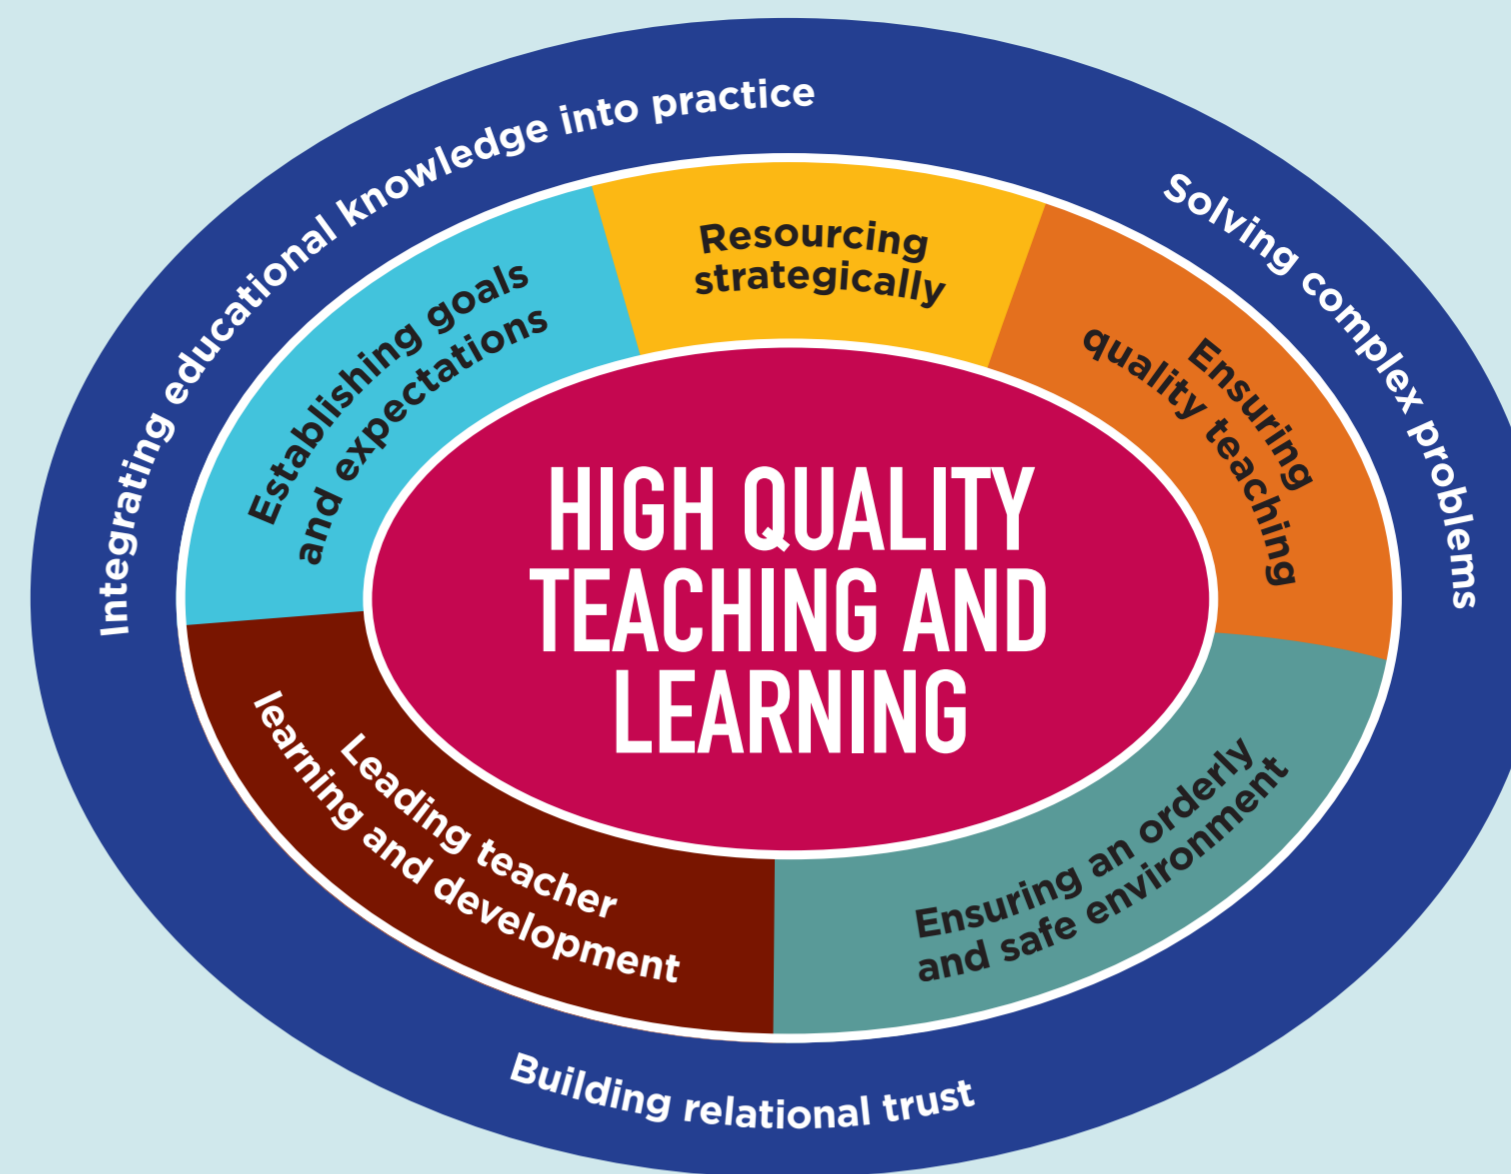 Integrating educational knowledge into practice
Solving complex problems
Building relational trust
Establishing goals
and expectations
Resourcing
strategically
Ensuring
quality teaching
Ensuring an orderly
and safe environment
Leading teacher
learning and development
HIGH QUALITY
TEACHING AND
LEARNING